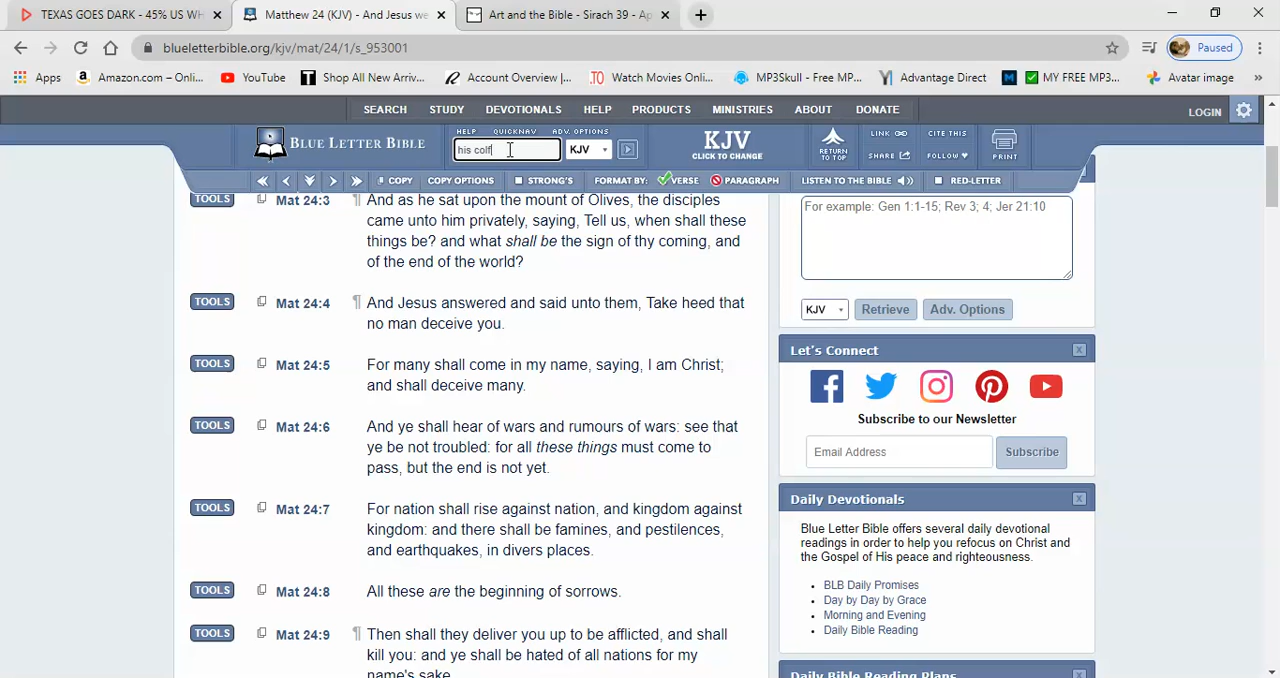 TEXAS GOES DARK - 45% US WH
Matthew 24 (KJV) - And Jesus we
Art and the Bible - Sirach 39 - Ap
blueletterbible.org/kjv/mat/24/1/s_953001
Paused
Apps
Amazon.com – Onli...
YouTube
Shop All New Arriv...
Account Overview |...
Watch Movies Onli...
MP3Skull - Free MP...
Advantage Direct
MY FREE MP3...
Avatar image
SEARCH STUDY DEVOTIONALS HELP PRODUCTS MINISTRIES ABOUT DONATE
LOGIN
BLUE LETTER BIBLE
HELP QUICKNAV ADV. OPTIONS
his colf
KJV
KJV
CLICK TO CHANGE
RETURN
TO TOP
LINK
SHARE
CITE THIS
FOLLOW
PRINT
COPY COPY OPTIONS STRONG'S FORMAT BY: VERSE PARAGRAPH LISTEN TO THE BIBLE RED-LETTER
TOOLS Mat 24:3 ¶ And as he sat upon the mount of Olives, the disciples
came unto him privately, saying, Tell us, when shall these
things be? and what shall be the sign of thy coming, and
of the end of the world?
TOOLS Mat 24:4 ¶ And Jesus answered and said unto them, Take heed that
no man deceive you.
TOOLS Mat 24:5 For many shall come in my name, saying, I am Christ;
and shall deceive many.
TOOLS Mat 24:6 And ye shall hear of wars and rumours of wars: see that
ye be not troubled: for all these things must come to
pass, but the end is not yet.
TOOLS Mat 24:7 For nation shall rise against nation, and kingdom against
kingdom: and there shall be famines, and pestilences,
and earthquakes, in divers places.
TOOLS Mat 24:8 All these are the beginning of sorrows.
TOOLS Mat 24:9 ¶ Then shall they deliver you up to be afflicted, and shall
kill you: and ye shall be hated of all nations for my
name's sake.
For example: Gen 1:1-15; Rev 3; 4; Jer 21:10
KJV Retrieve Adv. Options
Let's Connect
Subscribe to our Newsletter
Email Address Subscribe
Daily Devotionals
Blue Letter Bible offers several daily devotional
readings in order to help you refocus on Christ and
the Gospel of His peace and righteousness.
BLB Daily Promises
Day by Day by Grace
Morning and Evening
Daily Bible Reading
Daily Bible Reading Plans